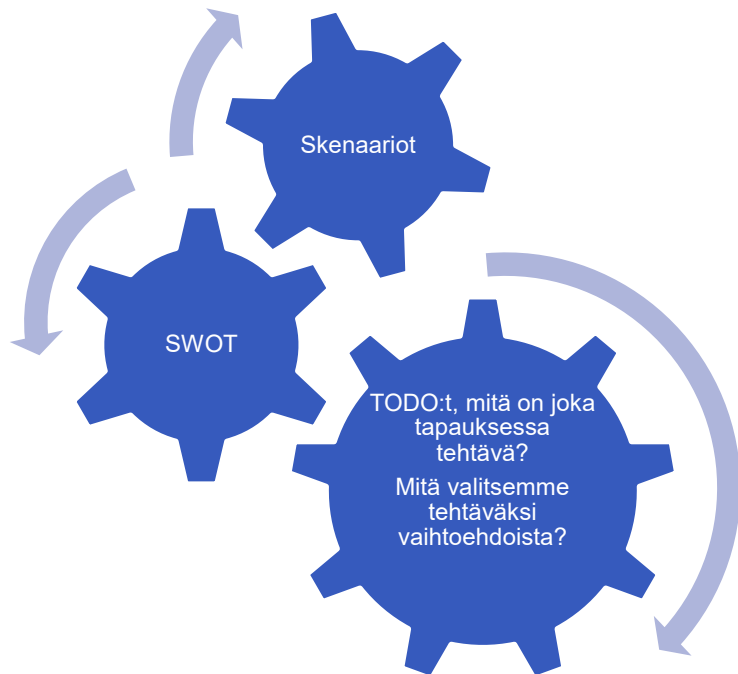 Skenaariot
SWOT
TODO:t, mitä on joka
tapauksessa
tehtävä?
Mitä valitsemme
tehtäväksi
vaihtoehdoista?